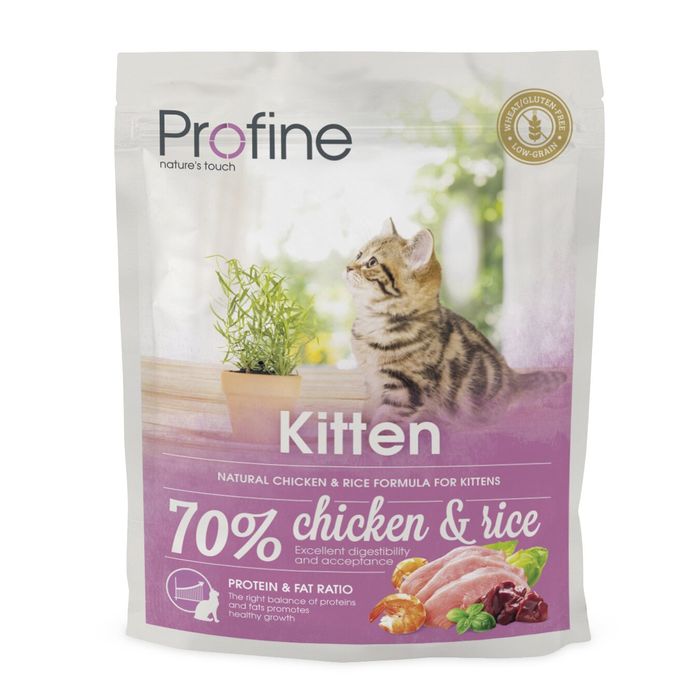 Profine
nature's touch
WHEAT/GLUTEN-FREE
LOW-GRAIN
Kitten
NATURAL CHICKEN & RICE FORMULA FOR KITTENS
70% chicken & rice
Excellent digestibility
and acceptance
PROTEIN & FAT RATIO
The right balance of proteins
and fats promotes
healthy growth